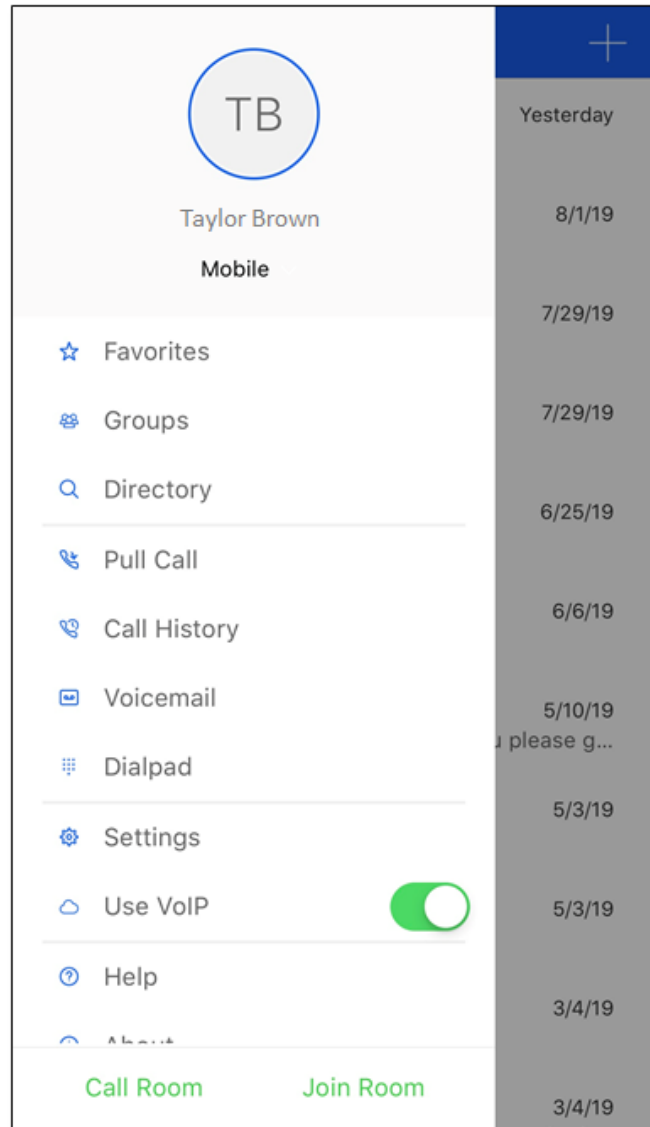 TB
Taylor Brown
Mobile
Favorites
Groups
Directory
Pull Call
Call History
Voicemail
Dialpad
Settings
Use VoIP
Help
About
Call Room Join Room
Yesterday
8/1/19
7/29/19
7/29/19
6/25/19
6/6/19
5/10/19
please g...
5/3/19
5/3/19
3/4/19
3/4/19